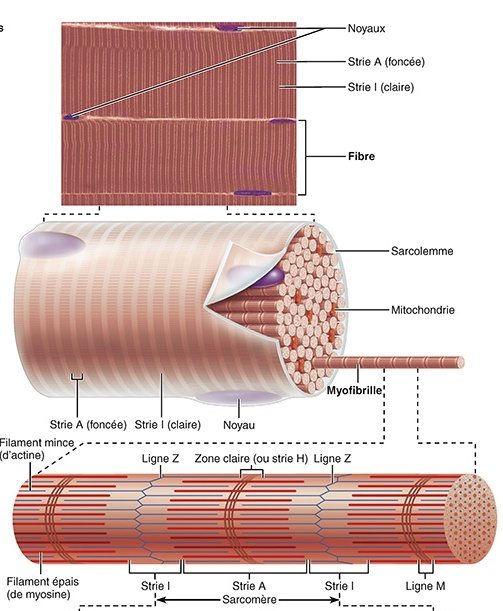 s
Noyaux
Strie A (foncée)
Strie I (claire)
Fibre
Sarcolemme
Mitochondrie
Myofibrille
Strie A (foncée) Strie I (claire) Noyau
Filament mince
(d'actine)
Ligne Z Zone claire (ou strie H) Ligne Z
Filament épais
(de myosine)
Strie I Strie A Strie I Ligne M
Sarcomère